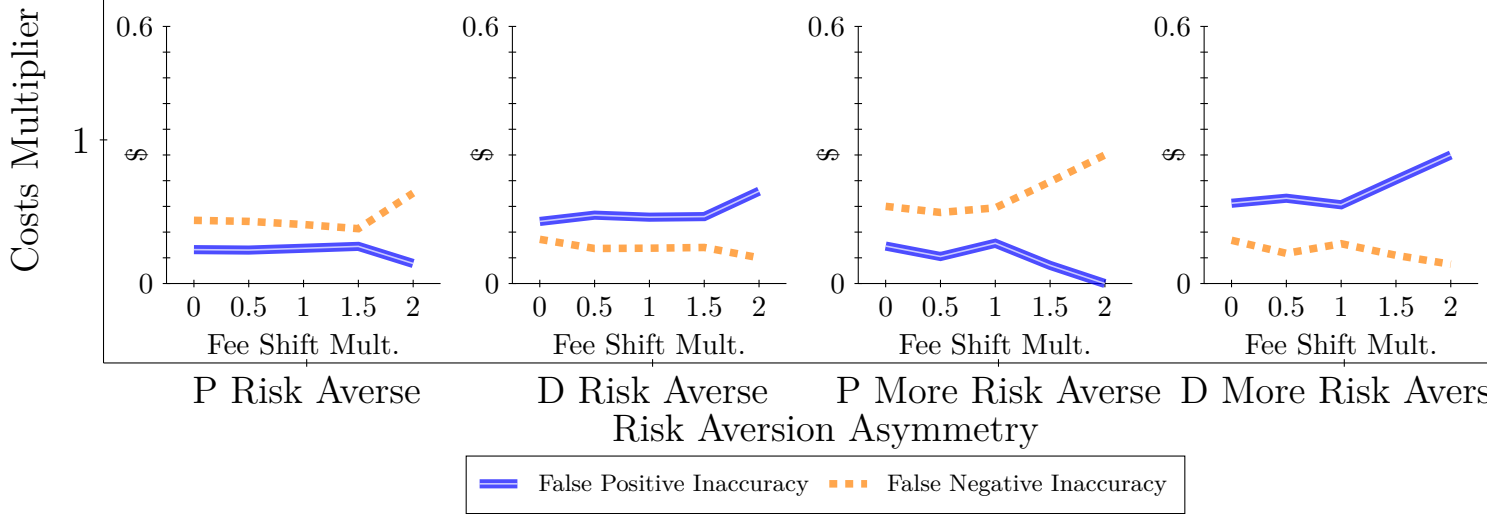 Costs Multiplier
1
0.6
$
0
0 0.5 1 1.5 2
Fee Shift Mult.
P Risk Averse
0.6
$
0
0 0.5 1 1.5 2
Fee Shift Mult.
D Risk Averse
0.6
$
0
0 0.5 1 1.5 2
Fee Shift Mult.
P More Risk Averse
0.6
$
0
0 0.5 1 1.5 2
Fee Shift Mult.
D More Risk Avers
Risk Aversion Asymmetry
False Positive Inaccuracy False Negative Inaccuracy